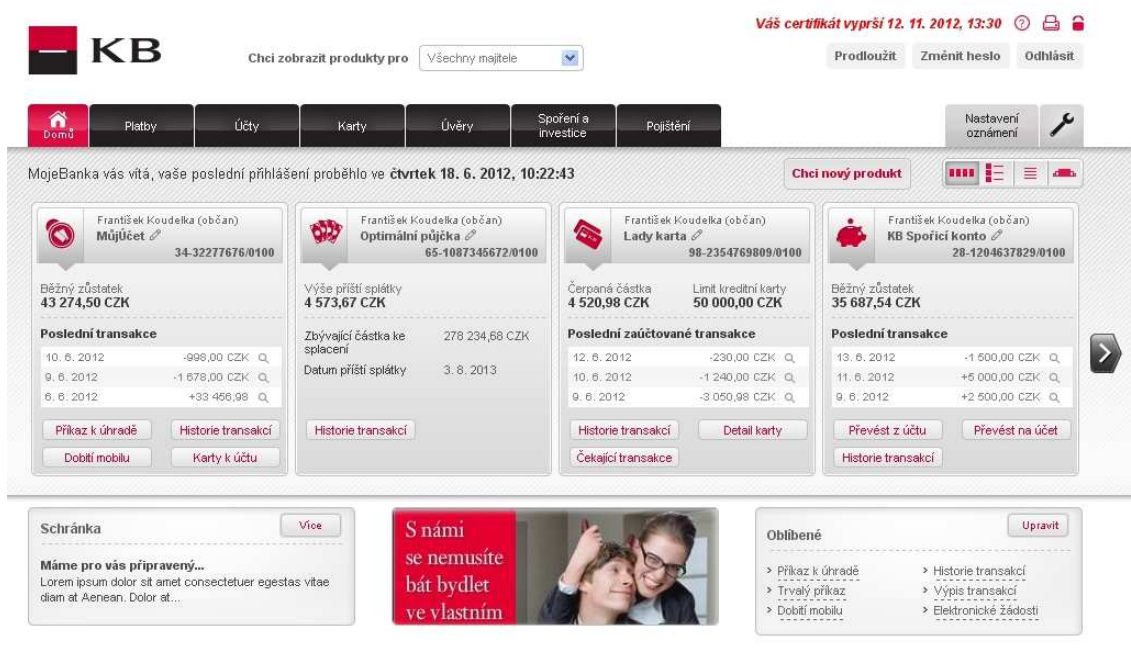 Váš certifikát vyprší 12. 11. 2012, 13:30
KB
Chci zobrazit produkty pro Všechny majitele
Prodloužit Změnit heslo Odhlásit
Domů Platby Účty Karty Úvěry Spoření a investice Pojištění Nastavení oznámení
MojeBanka vás vítá, vaše poslední přihlášení proběhlo ve čtvrtek 18. 6. 2012, 10:22:43
Chci nový produkt
František Koudelka (občan)
MůjÚčet
34-32277676/0100
Běžný zůstatek
43 274,50 CZK
Poslední transakce
10. 6. 2012 -998,00 CZK
9. 6. 2012 -1 678,00 CZK
6. 6. 2012 +33 456,98
Příkaz k úhradě Historie transakcí
Dobití mobilu Karty k účtu
František Koudelka (občan)
Optimální půjčka
65-1087345672/0100
Výše příští splátky
4 573,67 CZK
Zbývající částka ke splacení 278 234,68 CZK
Datum příští splátky 3. 8. 2013
Historie transakcí
František Koudelka (občan)
Lady karta
98-2354769809/0100
Čerpaná částka Limit kreditní karty
4 520,98 CZK 50 000,00 CZK
Poslední zaúčtované transakce
12. 6. 2012 -230,00 CZK
10. 6. 2012 -1 240,00 CZK
9. 6. 2012 -3 050,98 CZK
Historie transakcí Detail karty
Čekající transakce
František Koudelka (občan)
KB Spořicí konto
28-1204637829/0100
Běžný zůstatek
35 687,54 CZK
Poslední transakce
13. 6. 2012 -1 500,00 CZK
11. 6. 2012 +5 000,00 CZK
9. 6. 2012 +2 500,00 CZK
Převést z účtu Převést na účet
Historie transakcí
Schránka Více
Máme pro vás připravený...
Lorem ipsum dolor sit amet consectetuer egestas vitae
diam at Aenean. Dolor at...
S námi
se nemusíte
bát bydlet
ve vlastním
Oblíbené Upravit
Příkaz k úhradě Historie transakcí
Trvalý příkaz Výpis transakcí
Dobití mobilu Elektronické žádosti